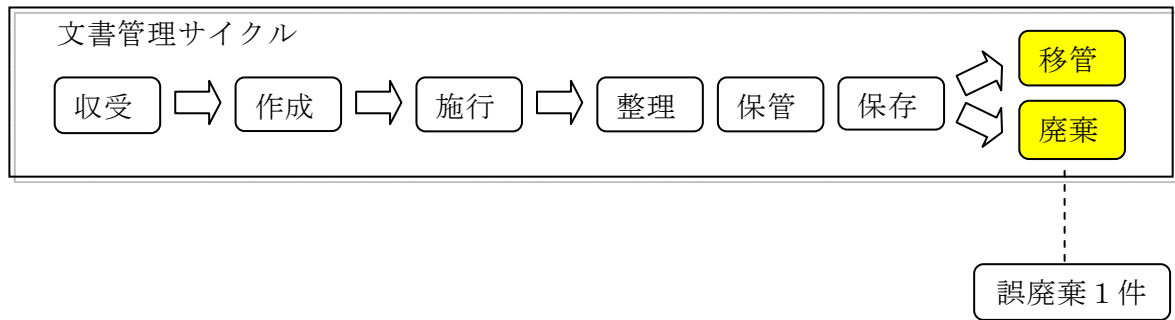 文書管理サイクル
収受
作成
施行
整理
保管
保存
移管
廃棄
誤廃棄１件